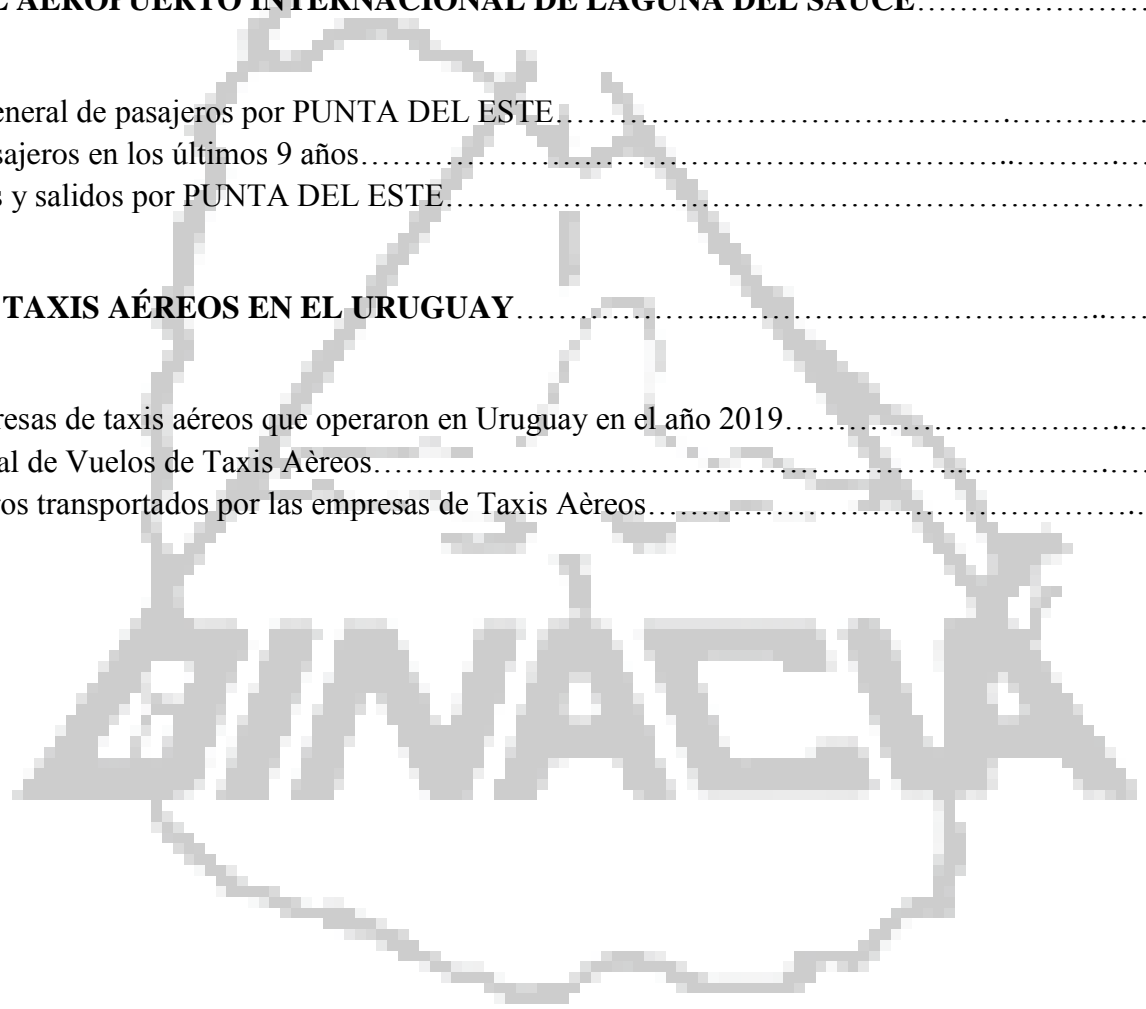 AEROPUERTO INTERNACIONAL DE LAGUNA DEL SAUCE……………………
eneral de pasajeros por PUNTA DEL ESTE……………………………………….……………
sajeros en los últimos 9 años……………………………………………………..……….…
s y salidos por PUNTA DEL ESTE………………………………………………….…………
TAXIS AÉREOS EN EL URUGUAY………………...………………………………..……
resas de taxis aéreos que operaron en Uruguay en el año 2019…………………………….…..…
al de Vuelos de Taxis Aèreos…………………………………………………………………….……
ros transportados por las empresas de Taxis Aèreos…………………………………………….
BINACIA